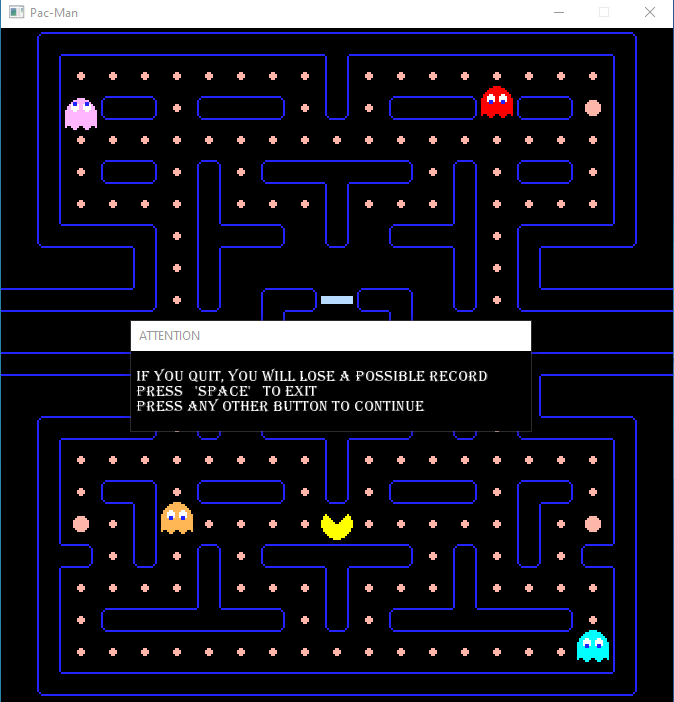 Pac-Man
ATTENTION
IF YOU QUIT, YOU WILL LOSE A POSSIBLE RECORD
PRESS 'SPACE' TO EXIT
PRESS ANY OTHER BUTTON TO CONTINUE